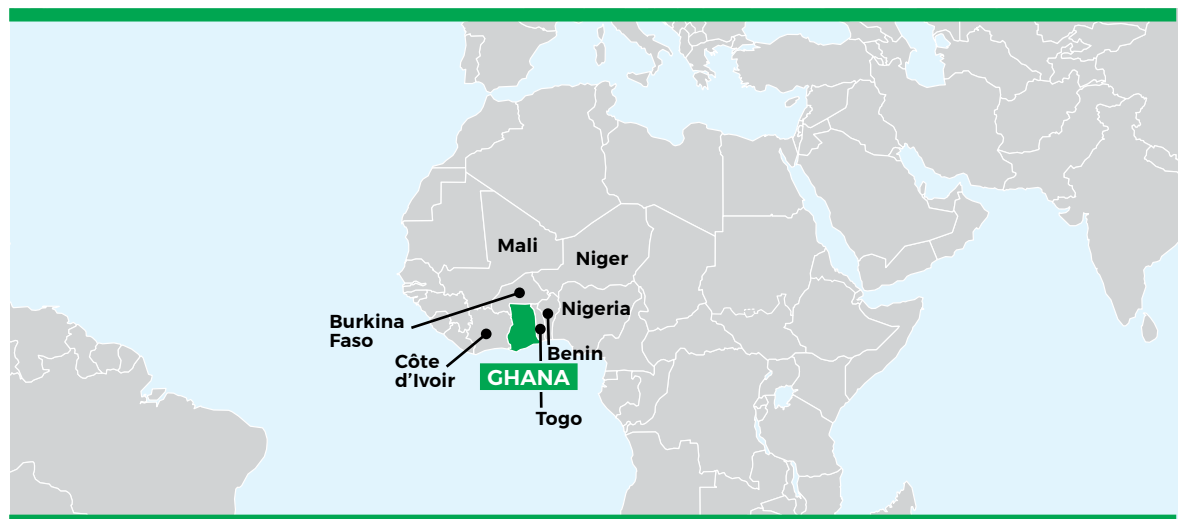 Mali
Niger
Nigeria
Burkina
Faso
Benin
Côte
d'Ivoir
GHANA
Togo